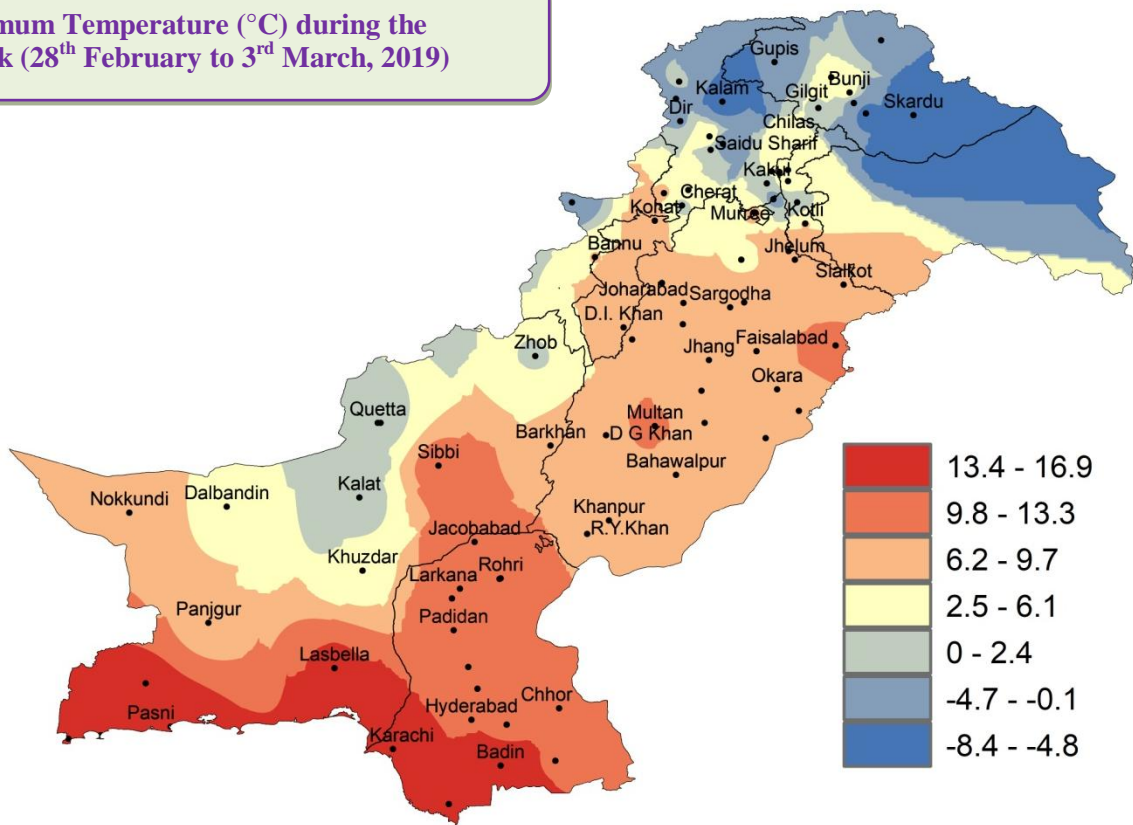 mum Temperature (°C) during the
k (28th February to 3rd March, 2019)
Gupis
Bunji
Kalam
Gilgit
Skardu
Dir
Chilas
Saidu Sharif
Kakul
Cherat
Kohat
Murree
Kotli
Bannu
Jhelum
Sialkot
Joharabad
Sargodha
D.I. Khan
Zhob
Faisalabad
Jhang
Okara
Quetta
Multan
Barkhan
D G Khan
Sibbi
Bahawalpur
Nokkundi
Dalbandin
Kalat
Khanpur
R.Y.Khan
Jacobabad
Khuzdar
Rohri
Larkana
Panjgur
Padidan
Lasbella
Chhor
Pasni
Hyderabad
Karachi
Badin
13.4 - 16.9
9.8 - 13.3
6.2 - 9.7
2.5 - 6.1
0 - 2.4
-4.7 - -0.1
-8.4 - -4.8